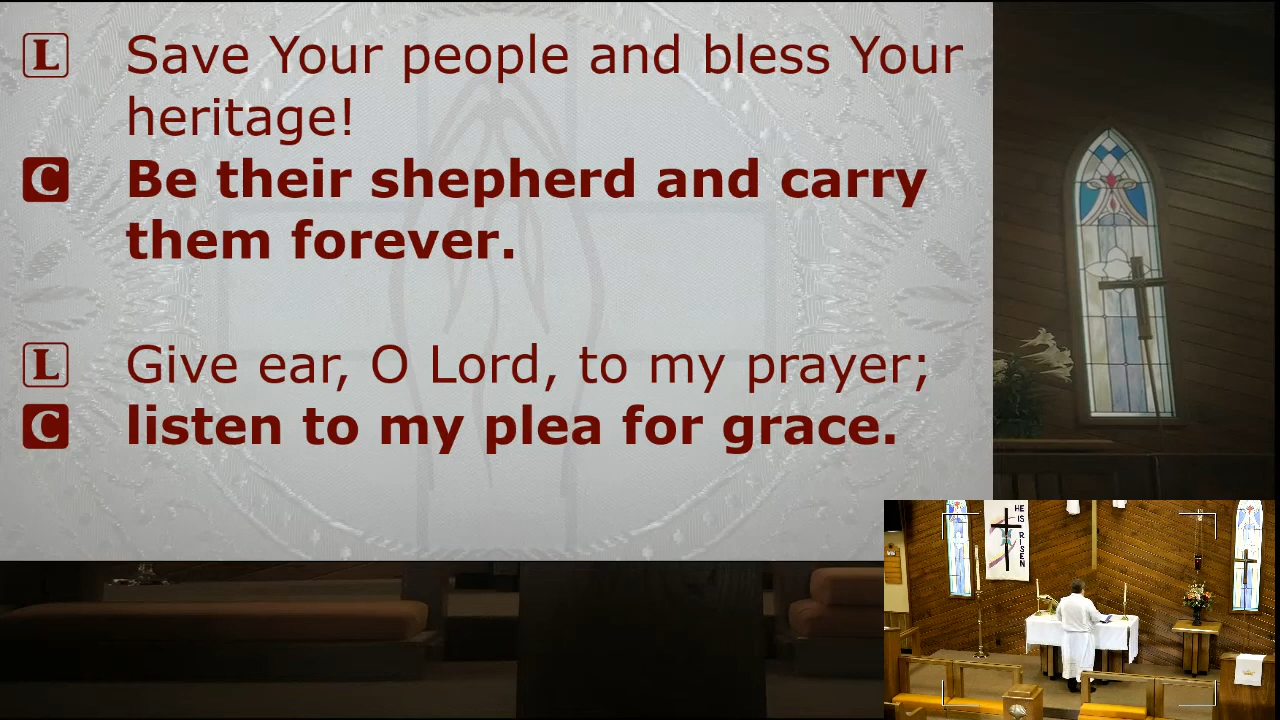 L Save Your people and bless Your
heritage!
C Be their shepherd and carry
them forever.
L Give ear, O Lord, to my prayer;
C listen to my plea for grace.
HE
IS
RISEN